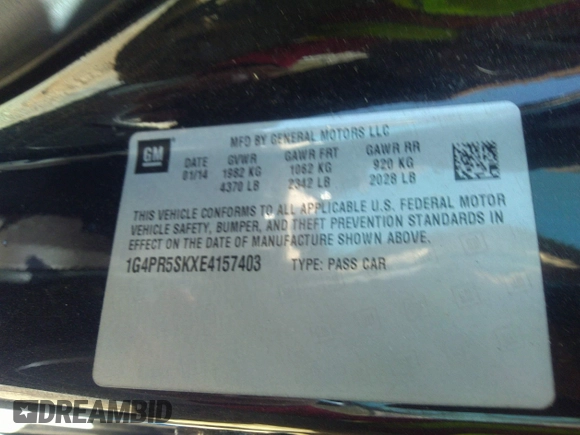 GM
MFD BY GENERAL MOTORS LLC
DATE GVWR GAWR FRT GAWR RR
01/14 1982 KG 1062 KG 920 KG
4370 LB 2342 LB 2028 LB
THIS VEHICLE CONFORMS TO ALL APPLICABLE U.S. FEDERAL MOTOR
VEHICLE SAFETY, BUMPER, AND THEFT PREVENTION STANDARDS IN
EFFECT ON THE DATE OF MANUFACTURE SHOWN ABOVE.
1G4PR5SKXE4157403 TYPE: PASS CAR
DREAMBID